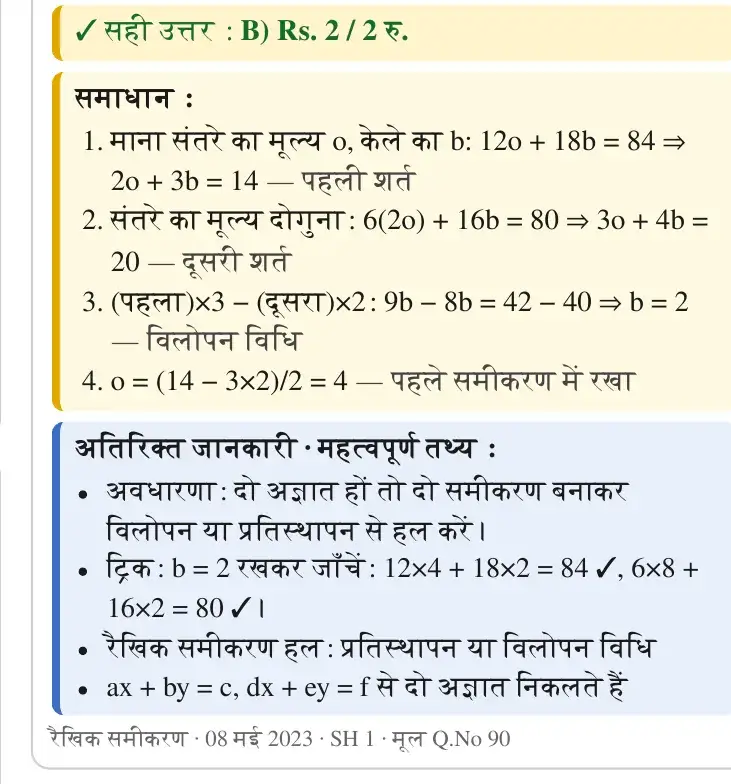 ✓ सही उत्तर : B) Rs. 2 / 2 रु.
समाधान :
1. माना संतरे का मूल्य o, केले का b: 12o + 18b = 84 ⇒
2o + 3b = 14 — पहली शर्त
2. संतरे का मूल्य दोगुना : 6(2o) + 16b = 80 ⇒ 3o + 4b =
20 — दूसरी शर्त
3. (पहला)×3 − (दूसरा)×2 : 9b − 8b = 42 − 40 ⇒ b = 2
— विलोपन विधि
4. o = (14 − 3×2)/2 = 4 — पहले समीकरण में रखा
अतिरिक्त जानकारी · महत्वपूर्ण तथ्य :
• अवधारणा : दो अज्ञात हों तो दो समीकरण बनाकर
विलोपन या प्रतिस्थापन से हल करें।
• ट्रिक : b = 2 रखकर जाँचें : 12×4 + 18×2 = 84 ✓, 6×8 +
16×2 = 80 ✓।
• रैखिक समीकरण हल : प्रतिस्थापन या विलोपन विधि
• ax + by = c, dx + ey = f से दो अज्ञात निकलते हैं
रैखिक समीकरण · 08 मई 2023 · SH 1 · मूल Q.No 90